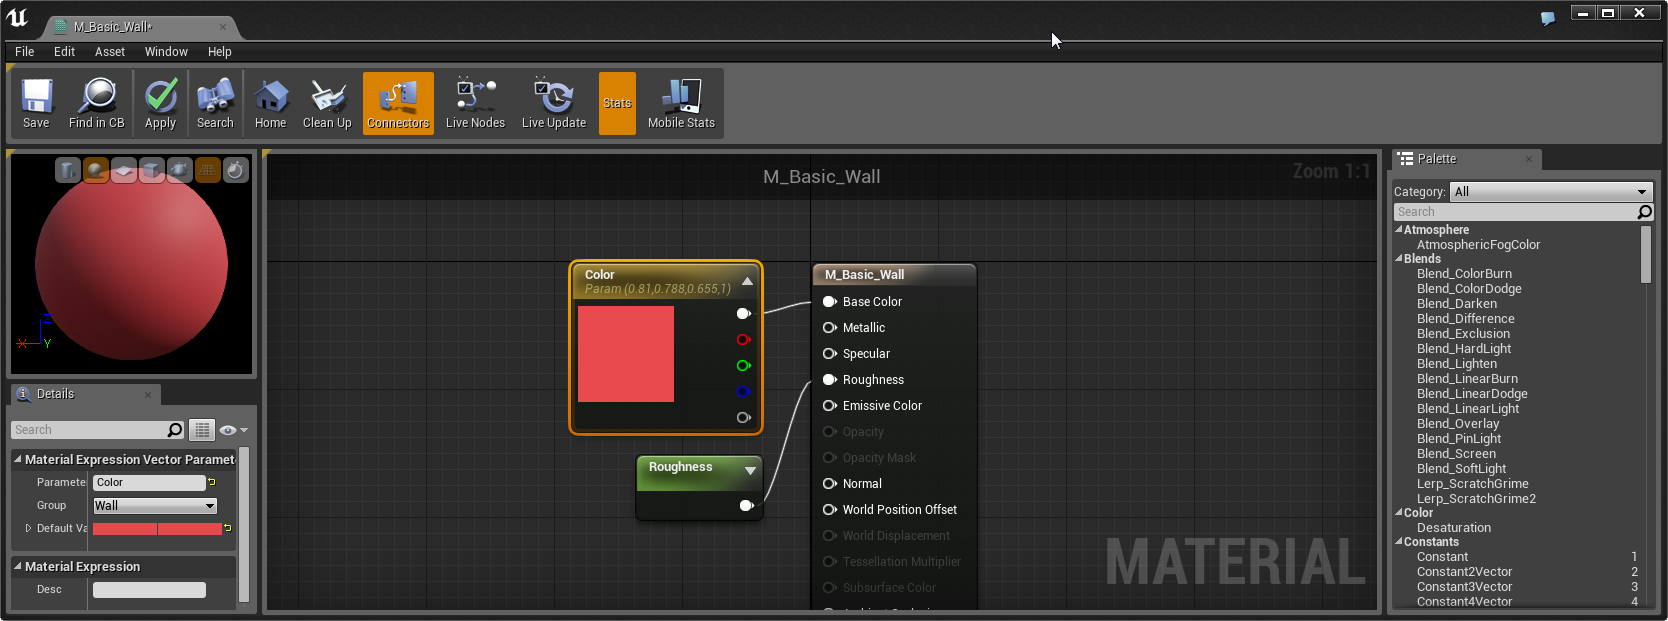 M_Basic_Wall*
File Edit Asset Window Help
Save Find in CB Apply Search Home Clean Up Connectors Live Nodes Live Update Stats Mobile Stats
M_Basic_Wall
Zoom 1:1
Color
Param (0.81,0.788,0.655,1)
Roughness
M_Basic_Wall
Base Color
Metallic
Specular
Roughness
Emissive Color
Opacity
Opacity Mask
Normal
World Position Offset
World Displacement
Tessellation Multiplier
Subsurface Color
MATERIAL
X
Z
Y
Details
Search
Material Expression Vector Paramet
Paramete Color
Group Wall
Default Va
Material Expression
Desc
Palette
Category: All
Search
Atmosphere
AtmosphericFogColor
Blends
Blend_ColorBurn
Blend_ColorDodge
Blend_Darken
Blend_Difference
Blend_Exclusion
Blend_HardLight
Blend_Lighten
Blend_LinearBurn
Blend_LinearDodge
Blend_LinearLight
Blend_Overlay
Blend_PinLight
Blend_Screen
Blend_SoftLight
Lerp_ScratchGrime
Lerp_ScratchGrime2
Color
Desaturation
Constants
Constant 1
Constant2Vector 2
Constant3Vector 3
Constant4Vector 4